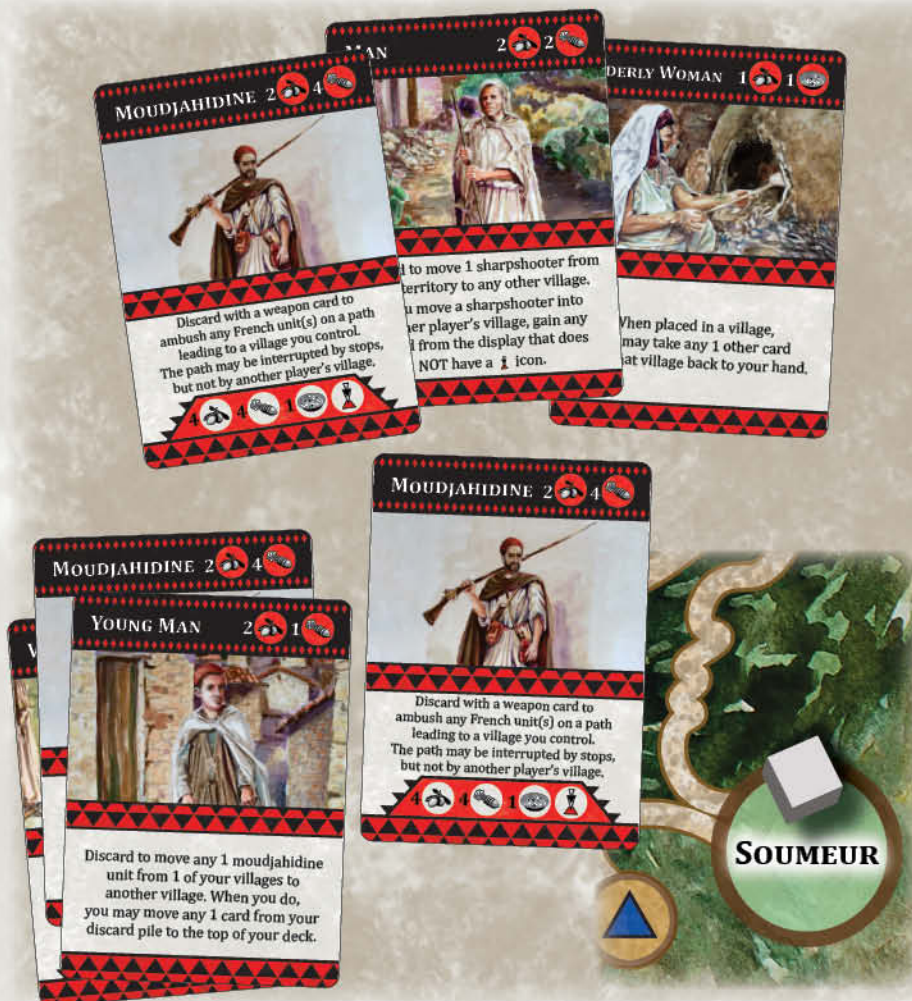 MOUDJAHIDINE 2 4
Discard with a weapon card to
ambush any French unit(s) on a path
leading to a village you control.
The path may be interrupted by stops,
but not by another player's village.
4 4 1
MAN 2 2
to move 1 sharpshooter from
territory to any other village.
move a sharpshooter into
player's village, gain any
from the display that does
NOT have a icon.
WOMAN 1 1
When placed in a village,
may take any 1 other card
village back to your hand.
MOUDJAHIDINE 2 4
YOUNG MAN 2 1
Discard to move any 1 moudjahidine
unit from 1 of your villages to
another village. When you do,
you may move any 1 card from your
discard pile to the top of your deck.
MOUDJAHIDINE 2 4
Discard with a weapon card to
ambush any French unit(s) on a path
leading to a village you control.
The path may be interrupted by stops,
but not by another player's village.
4 4 1
SOUMEUR